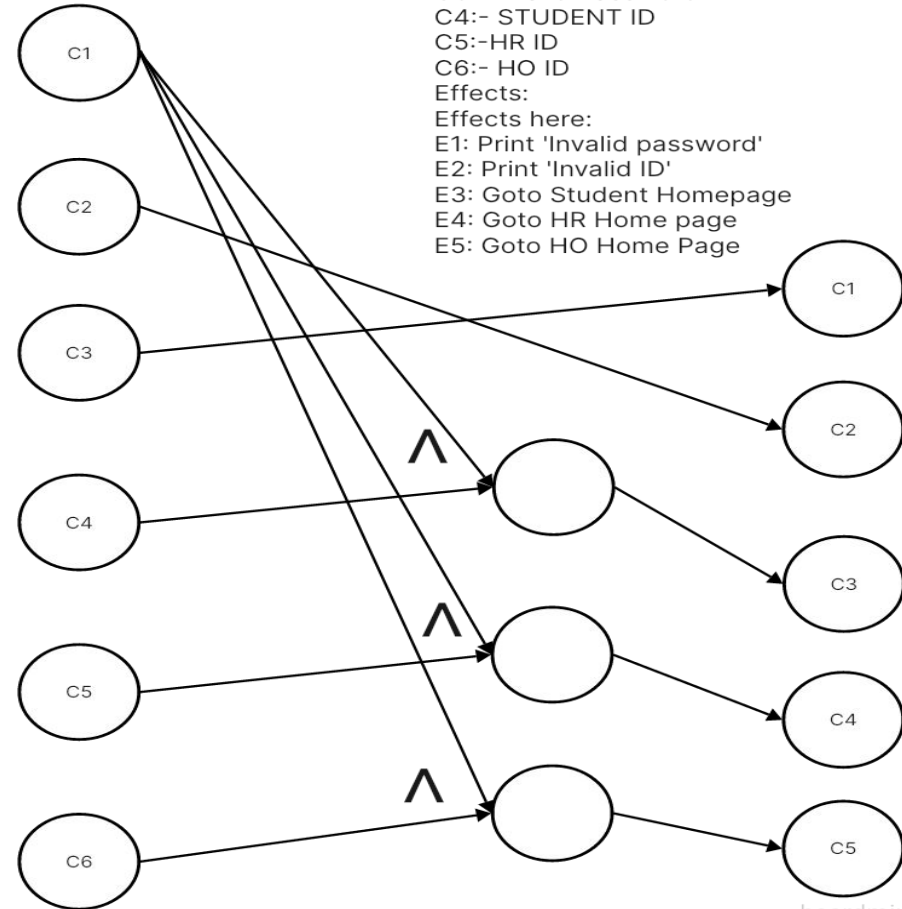 C4:- STUDENT ID
C5:-HR ID
C6:- HO ID
Effects:
Effects here:
E1: Print 'Invalid password'
E2: Print 'Invalid ID'
E3: Goto Student Homepage
E4: Goto HR Home page
E5: Goto HO Home Page
C1
C2
C3
C4
C5
C6
^
^
^
C1
C2
C3
C4
C5